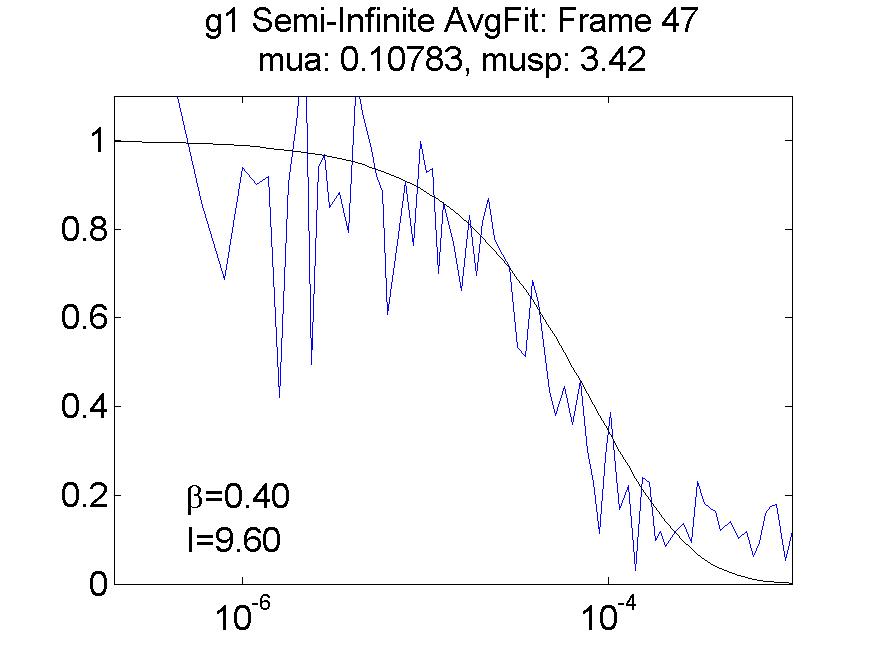 g1 Semi-Infinite AvgFit: Frame 47
mua: 0.10783, musp: 3.42
1
0.8
0.6
0.4
0.2
0
β=0.40
I=9.60
10^-6
10^-4